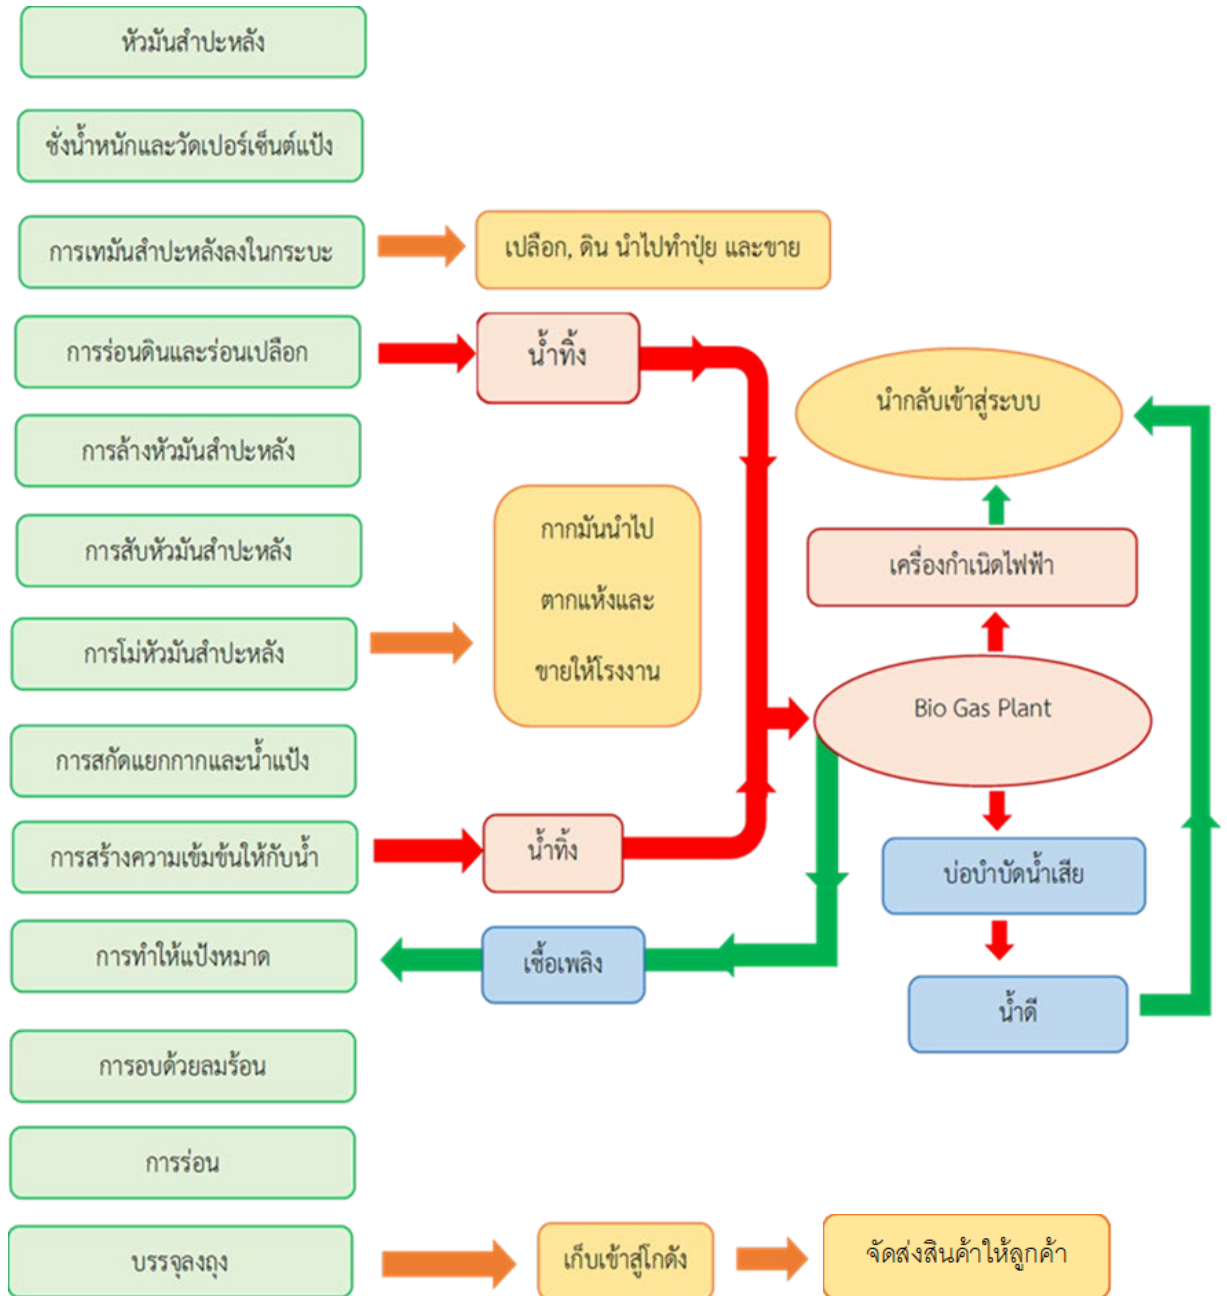 หัวมันสำปะหลัง
ชั่งน้ำหนักและวัดเปอร์เซ็นต์แป้ง
การเทมันสำปะหลังลงในกระบะ
เปลือก, ดิน นำไปทำปุ๋ย และขาย
การร่อนดินและร่อนเปลือก
น้ำทิ้ง
นำกลับเข้าสู่ระบบ
การล้างหัวมันสำปะหลัง
การสับหัวมันสำปะหลัง
กากมันนำไป
ตากแห้งและ
ขายให้โรงงาน
เครื่องกำเนิดไฟฟ้า
การโม่หัวมันสำปะหลัง
Bio Gas Plant
การสกัดแยกกากและน้ำแป้ง
การสร้างความเข้มข้นให้กับน้ำ
น้ำทิ้ง
บ่อบำบัดน้ำเสีย
การทำให้แป้งหมาด
เชื้อเพลิง
น้ำดี
การอบด้วยลมร้อน
การร่อน
บรรจุลงถุง
เก็บเข้าสู่โกดัง
จัดส่งสินค้าให้ลูกค้า